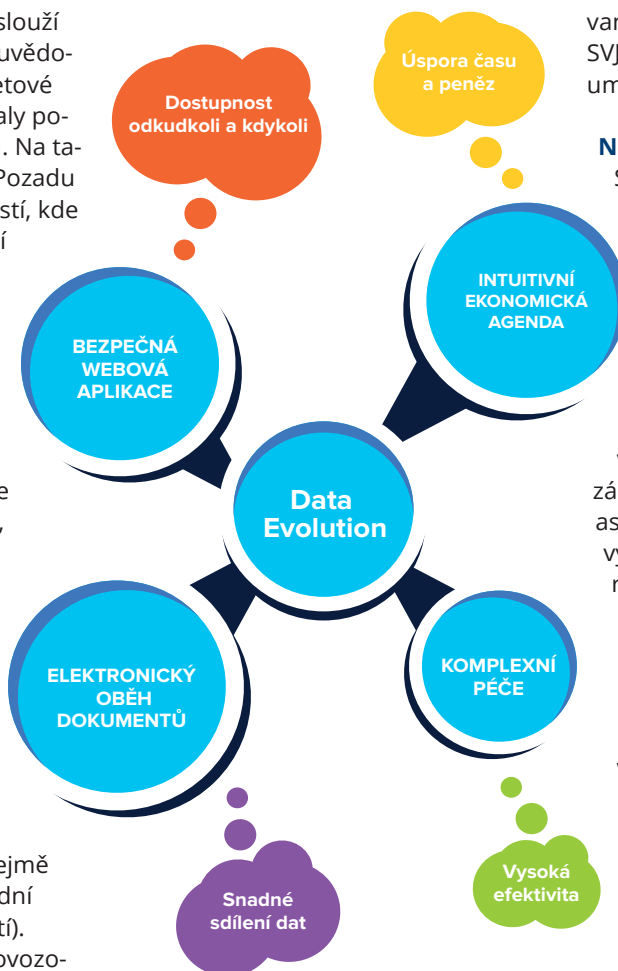 slouží
uvědo-
etové
aly po-
. Na ta-
Pozadu
stí, kde
í
Dostupnost
odkudkoli a kdykoli
Úspora času
a peněz
SVJ
um
N
BEZPEČNÁ
WEBOVÁ
APLIKACE
INTUITIVNÍ
EKONOMICKÁ
AGENDA
Data
Evolution
e
,
zá
as
vy
ELEKTRONICKÝ
OBĚH
DOKUMENTŮ
KOMPLEXNÍ
PÉČE
ejmě
dní
tí).
ovozo-
Snadné
sdílení dat
Vysoká
efektivita